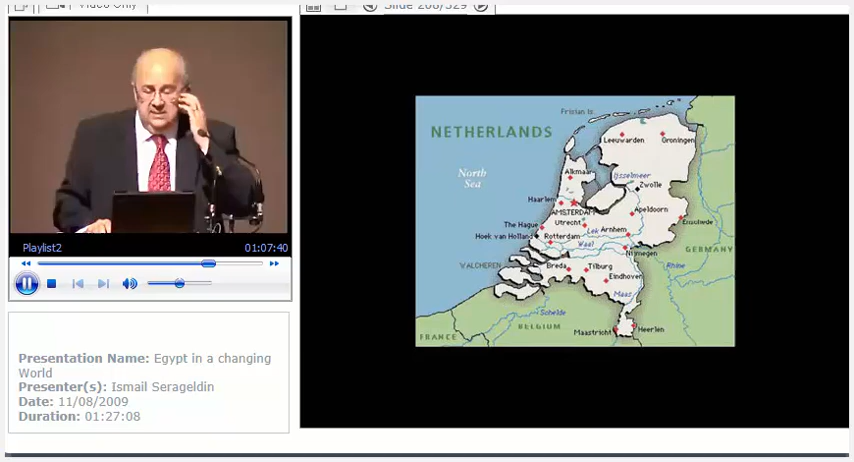 Video Only
Slide 208/329
Playlist2
01:07:40
Presentation Name: Egypt in a changing
World
Presenter(s): Ismail Serageldin
Date: 11/08/2009
Duration: 01:27:08
NETHERLANDS
North
Sea
Frisian Is
Leeuwarden
Groningen
Alkmaar
IJsselmeer
Zwolle
Haarlem
AMSTERDAM
Apeldoorn
Enschede
The Hague
Utrecht
Hoek van Holland
Rotterdam
Lek
Arnhem
Waal
Nijmegen
GERMANY
WALCHEREN
Breda
Tilburg
Rhine
Eindhoven
Maas
Schelde
BELGIUM
FRANCE
Maastricht
Heerlen